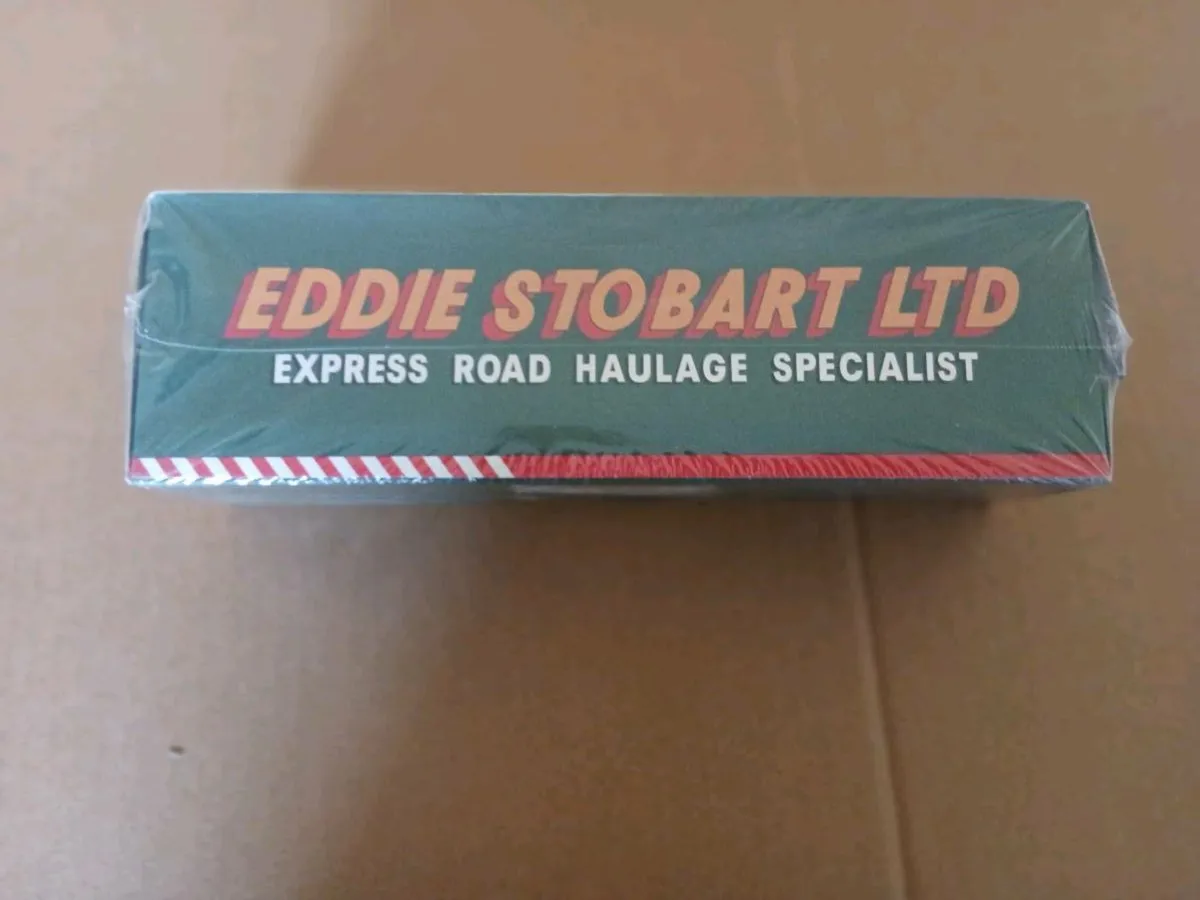 EDDIE STOBART LTD
EXPRESS ROAD HAULAGE SPECIALIST